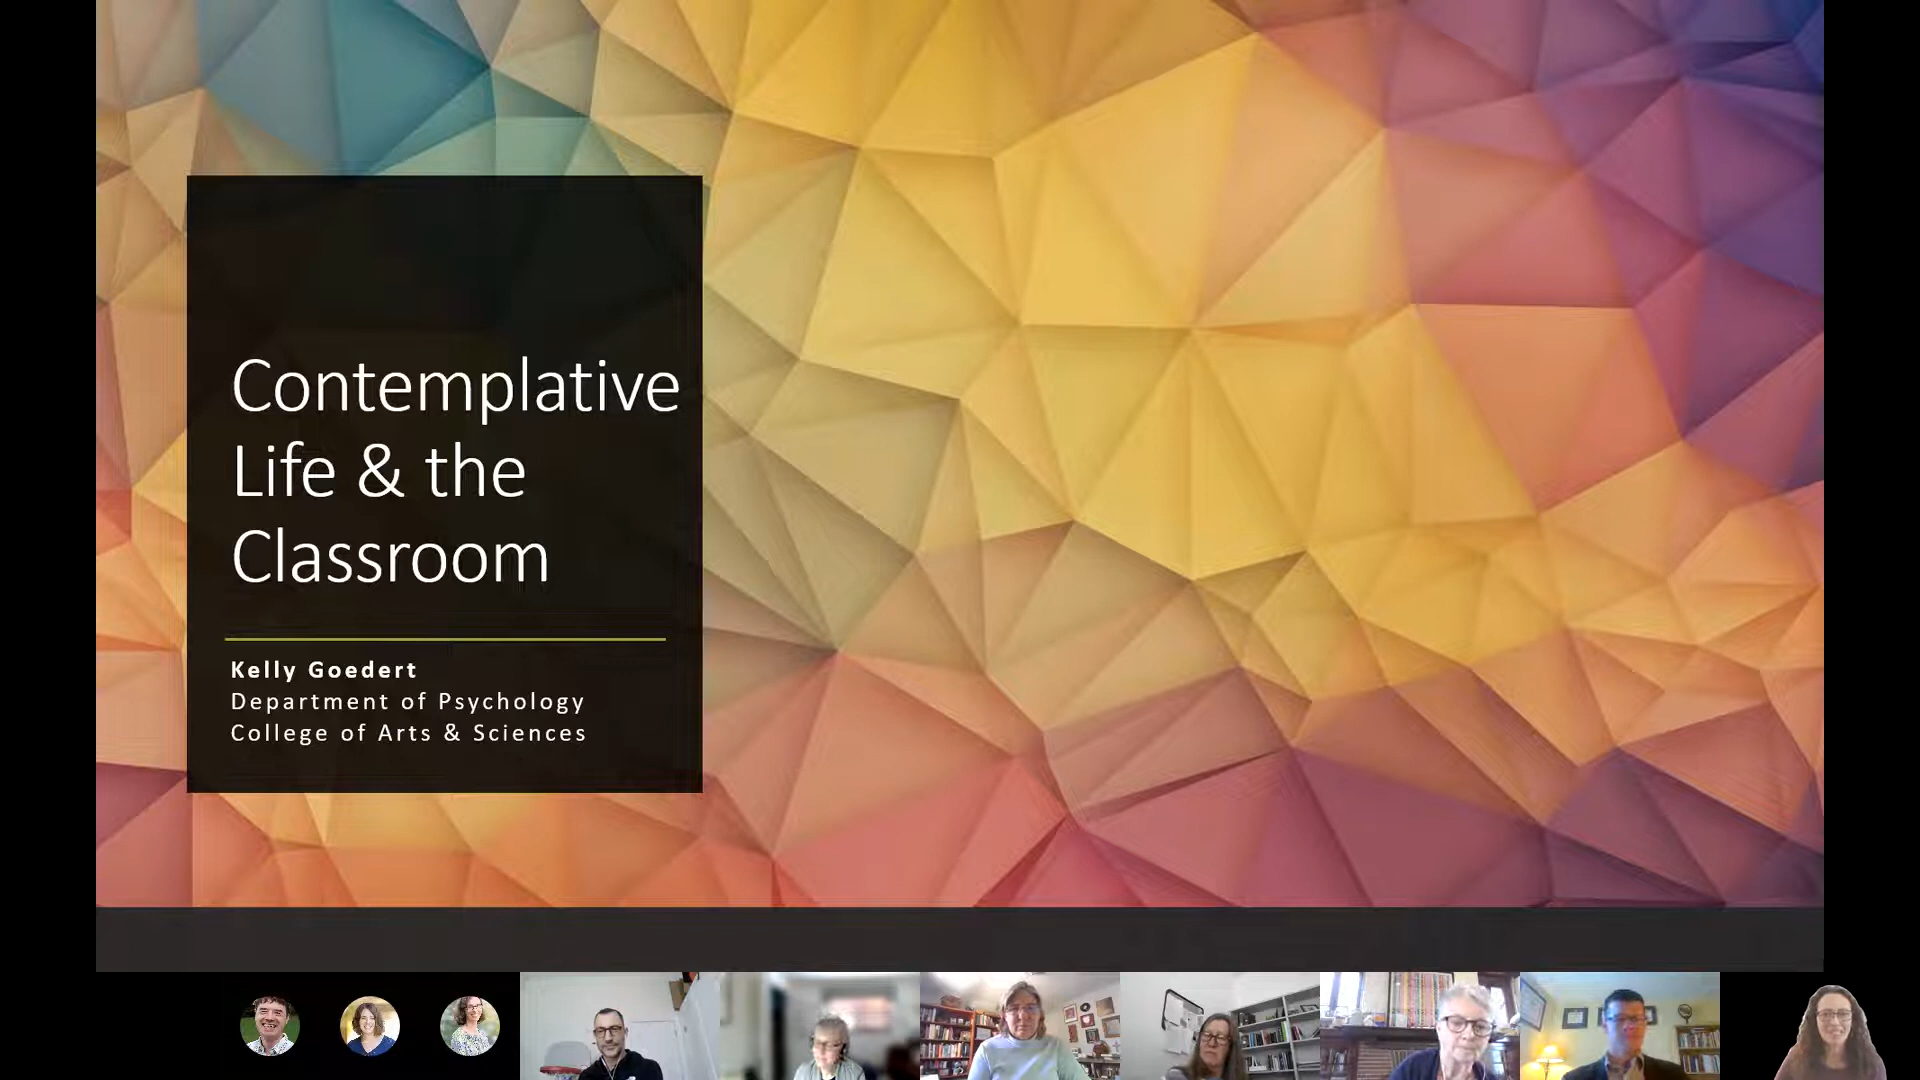 Contemplative
Life & the
Classroom
Kelly Goedert
Department of Psychology
College of Arts & Sciences